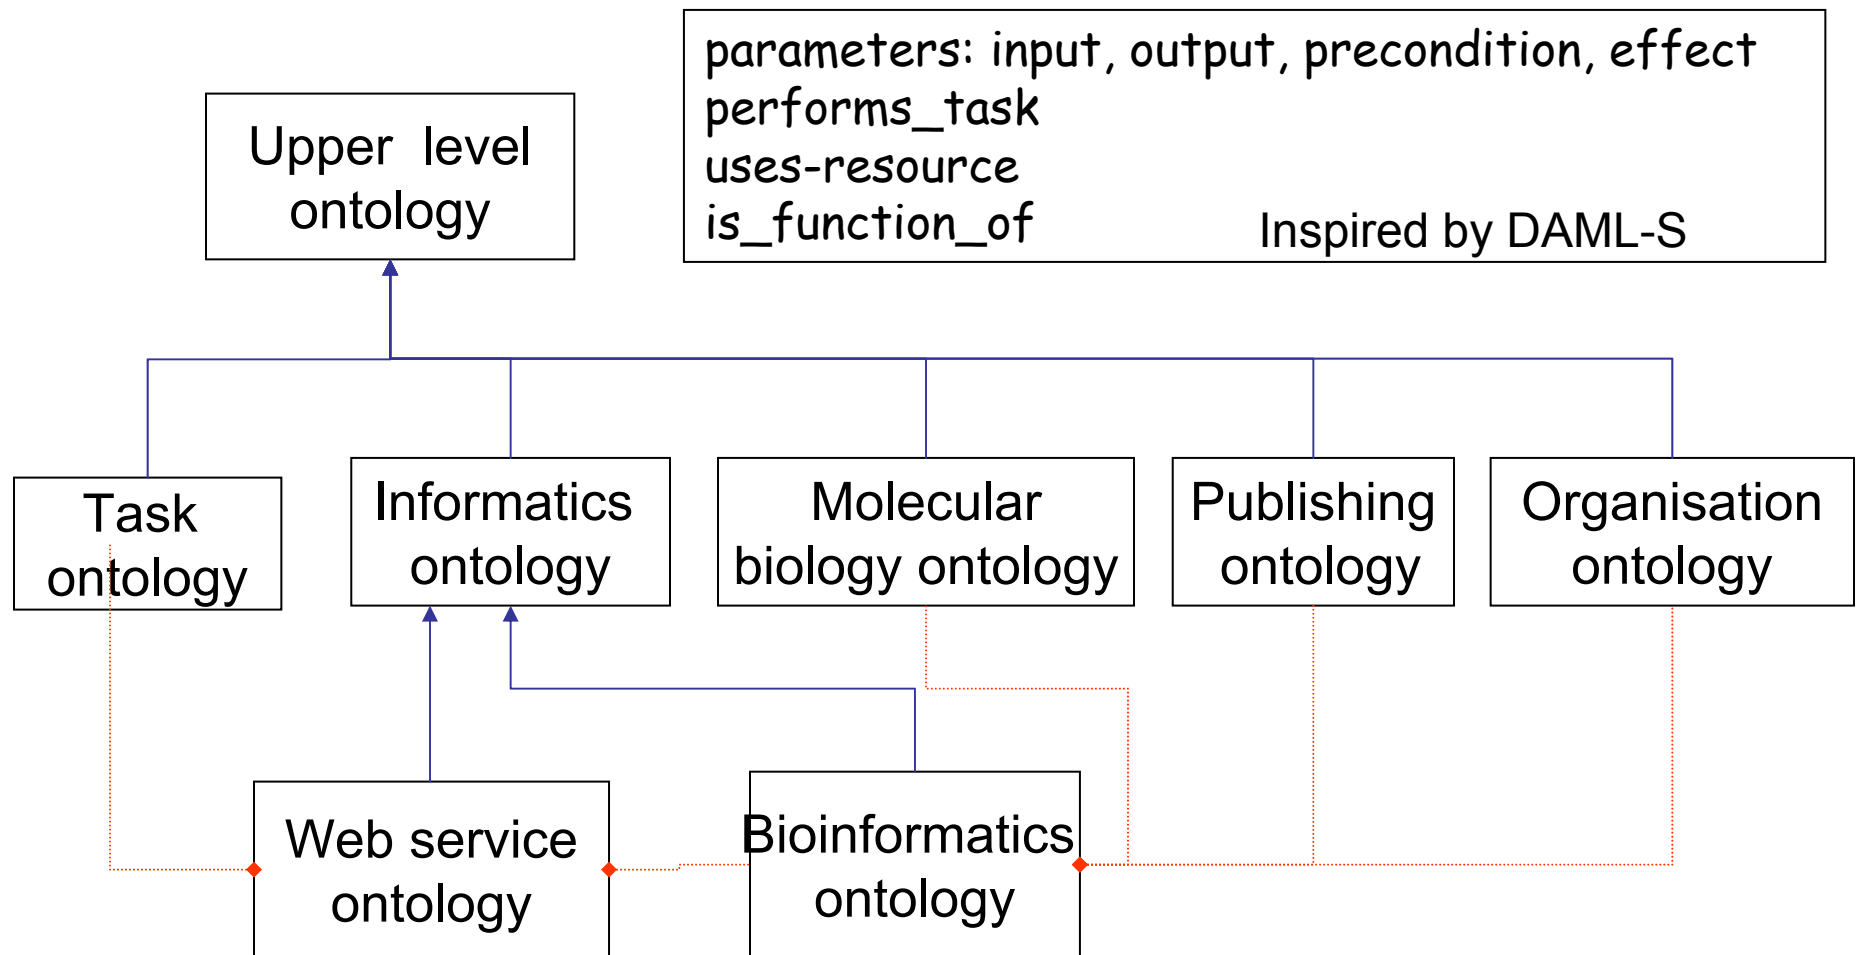 parameters: input, output, precondition, effect
performs_task
uses-resource
is_function_of
Inspired by DAML-S
Upper level
ontology
Task
ontology
Informatics
ontology
Molecular
biology ontology
Publishing
ontology
Organisation
ontology
Web service
ontology
Bioinformatics
ontology